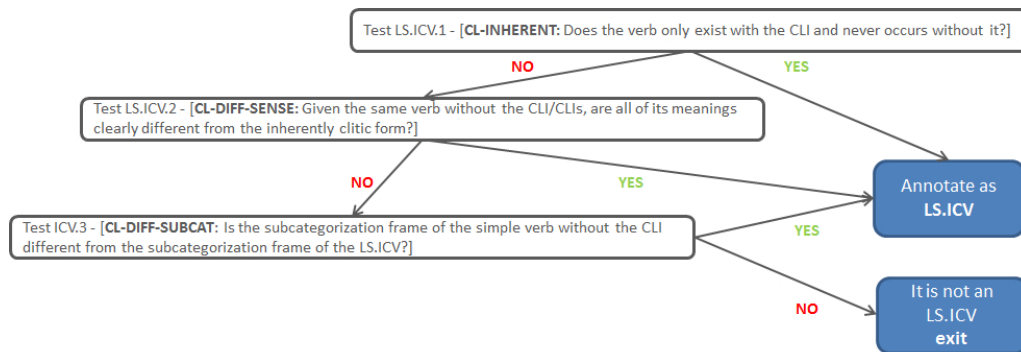 Test LS.ICV.1 - [CL-INHERENT: Does the verb only exist with the CLI and never occurs without it?]
NO
YES
Test LS.ICV.2 - [CL-DIFF-SENSE: Given the same verb without the CLI/CLIs, are all of its meanings
clearly different from the inherently clitic form?]
NO
YES
Annotate as
LS.ICV
Test ICV.3 - [CL-DIFF-SUBCAT: Is the subcategorization frame of the simple verb without the CLI
different from the subcategorization frame of the LS.ICV?]
YES
NO
It is not an
LS.ICV
exit